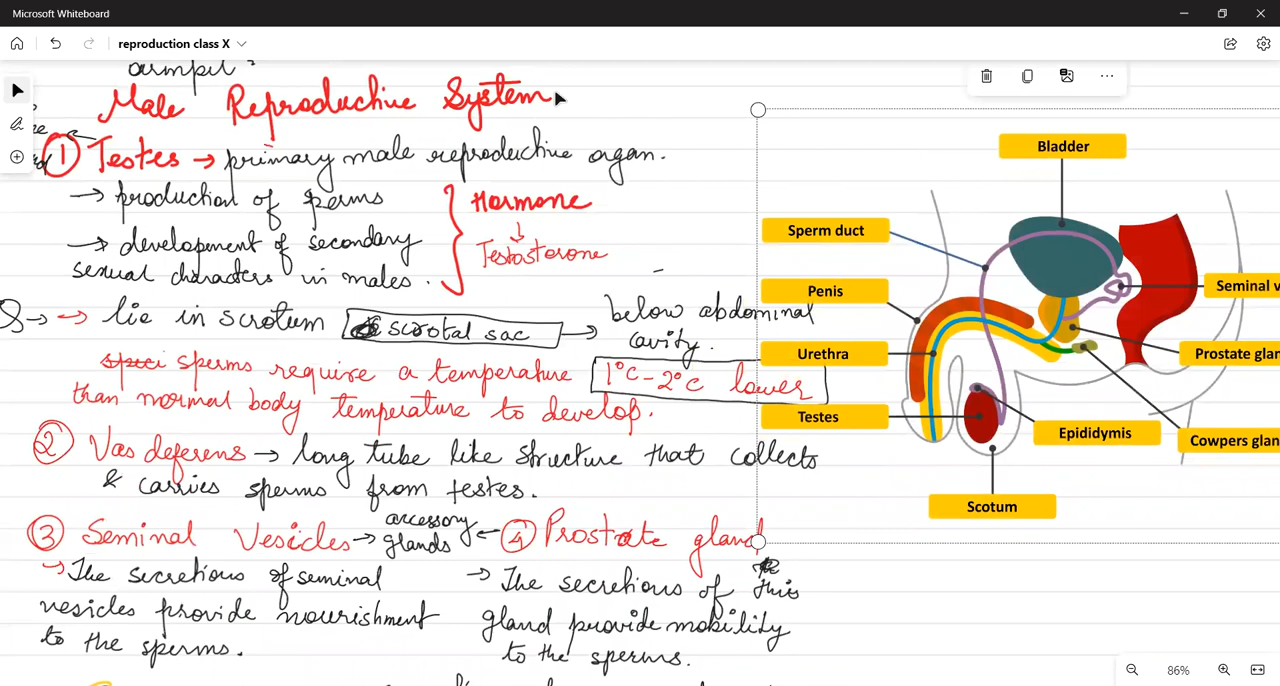 Microsoft Whiteboard
reproduction class X
armpit
Male Reproductive System
① Testes → primary male reproductive organ.
→ production of sperms
→ development of secondary
sexual characters in males.
Hormone
↓
Testosterone
→ lie in scrotum
scrotal sac → below abdominal
cavity.
sperms require a temperature 1°C-2°C lower
than normal body temperature to develop.
② Vas deferens → long tube like structure that collects
& carries sperms from testes.
③ Seminal Vesicles → accessory
glands ← ④ Prostate gland
→ The secretions of seminal
vesicles provide nourishment
to the sperms.
→ The secretions of this
gland provide mobility
to the sperms.
Bladder
Sperm duct
Penis
Urethra
Testes
Seminal v
Prostate glan
Epididymis
Cowpers glan
Scotum
86%